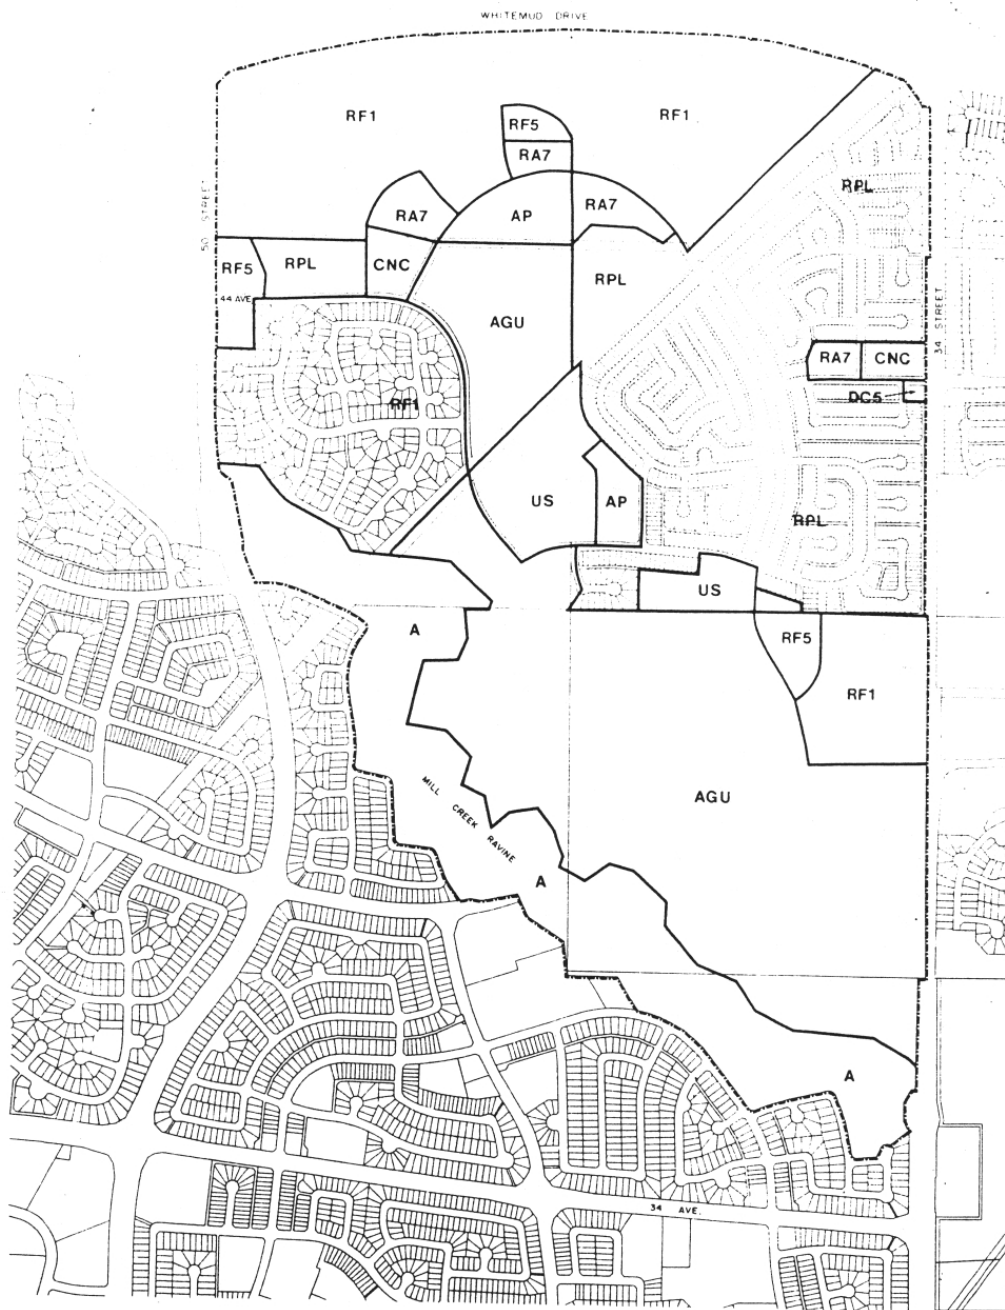 WHITEMUD DRIVE
RF1
RF1
RF5
RA7
RPL
50 STREET
RA7
AP
RA7
RF5
RPL
CNC
RPL
44 AVE.
AGU
34 STREET
RA7
CNC
DC5
RF1
US
AP
RPL
US
A
RF5
RF1
MILL CREEK RAVINE
AGU
A
A
34 AVE.